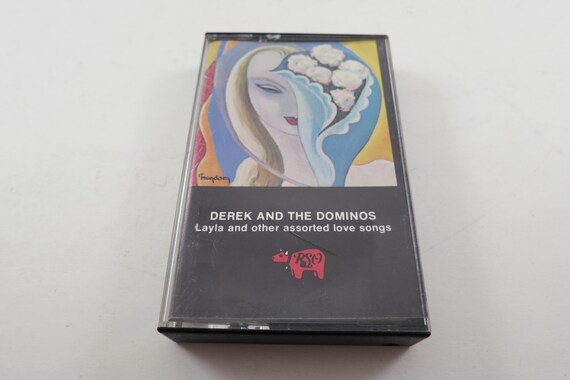 DEREK AND THE DOMINOS
Layla and other assorted love songs
RSO